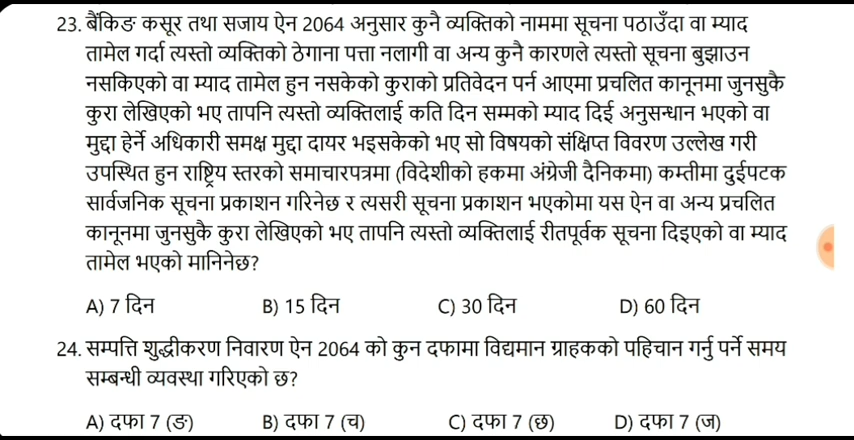 23. बैंकिङ कसूर तथा सजाय ऐन 2064 अनुसार कुनै व्यक्तिको नाममा सूचना पठाउँदा वा म्याद
तामेल गर्दा त्यस्तो व्यक्तिको ठेगाना पत्ता नलागी वा अन्य कुनै कारणले त्यस्तो सूचना बुझाउन
नसकिएको वा म्याद तामेल हुन नसकेको कुराको प्रतिवेदन पर्न आएमा प्रचलित कानूनमा जुनसुकै
कुरा लेखिएको भए तापनि त्यस्तो व्यक्तिलाई कति दिन सम्मको म्याद दिई अनुसन्धान भएको वा
मुद्दा हेर्ने अधिकारी समक्ष मुद्दा दायर भइसकेको भए सो विषयको संक्षिप्त विवरण उल्लेख गरी
उपस्थित हुन राष्ट्रिय स्तरको समाचारपत्रमा (विदेशीको हकमा अंग्रेजी दैनिकमा) कम्तीमा दुईपटक
सार्वजनिक सूचना प्रकाशन गरिनेछ र त्यसरी सूचना प्रकाशन भएकोमा यस ऐन वा अन्य प्रचलित
कानूनमा जुनसुकै कुरा लेखिएको भए तापनि त्यस्तो व्यक्तिलाई रीतपूर्वक सूचना दिइएको वा म्याद
तामेल भएको मानिनेछ?
A) 7 दिन B) 15 दिन C) 30 दिन D) 60 दिन
24. सम्पत्ति शुद्धीकरण निवारण ऐन 2064 को कुन दफामा विद्यमान ग्राहकको पहिचान गर्नु पर्ने समय
सम्बन्धी व्यवस्था गरिएको छ?
A) दफा 7 (ङ) B) दफा 7 (च) C) दफा 7 (छ) D) दफा 7 (ज)